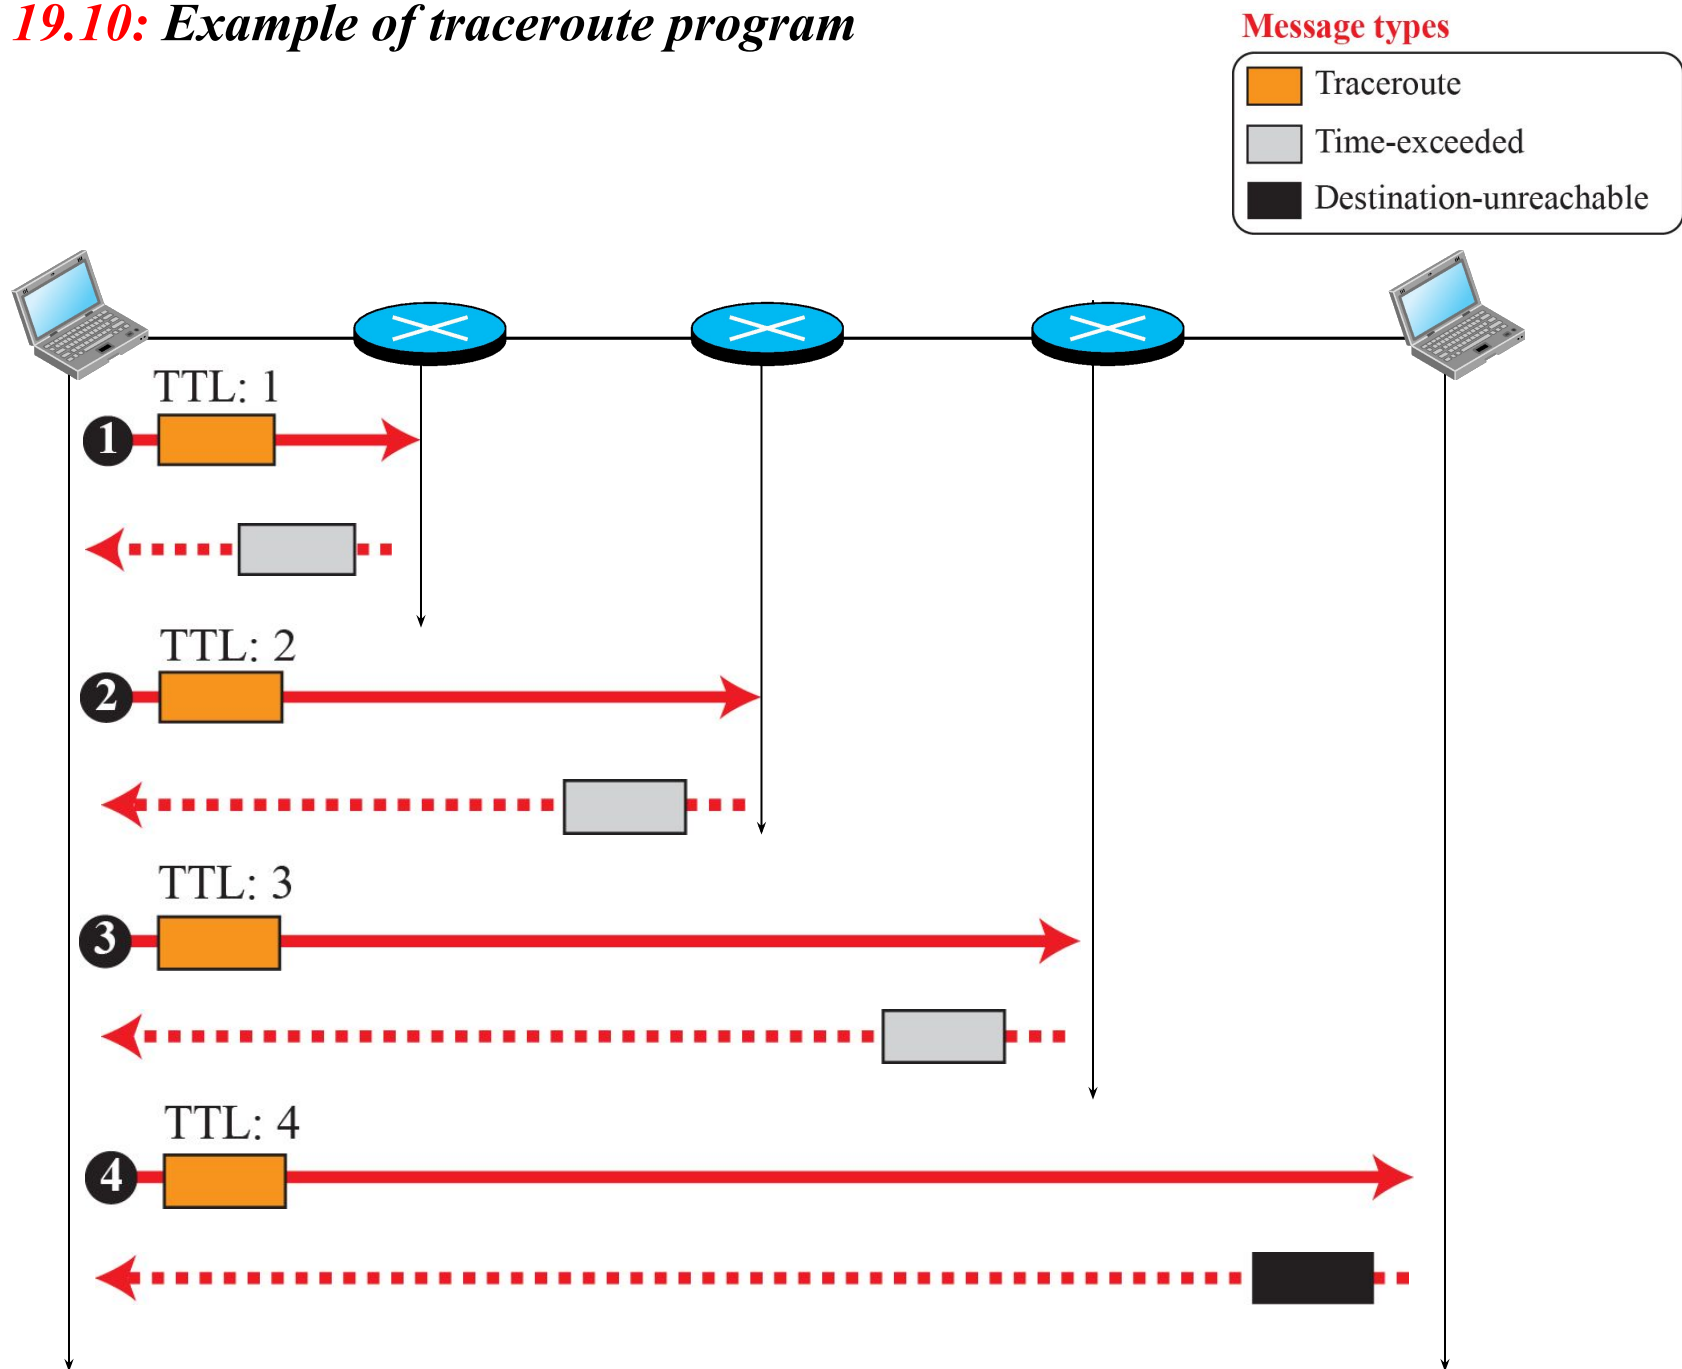 19.10: Example of traceroute program
Message types
Traceroute
Time-exceeded
Destination-unreachable
TTL: 1
1
TTL: 2
2
TTL: 3
3
TTL: 4
4